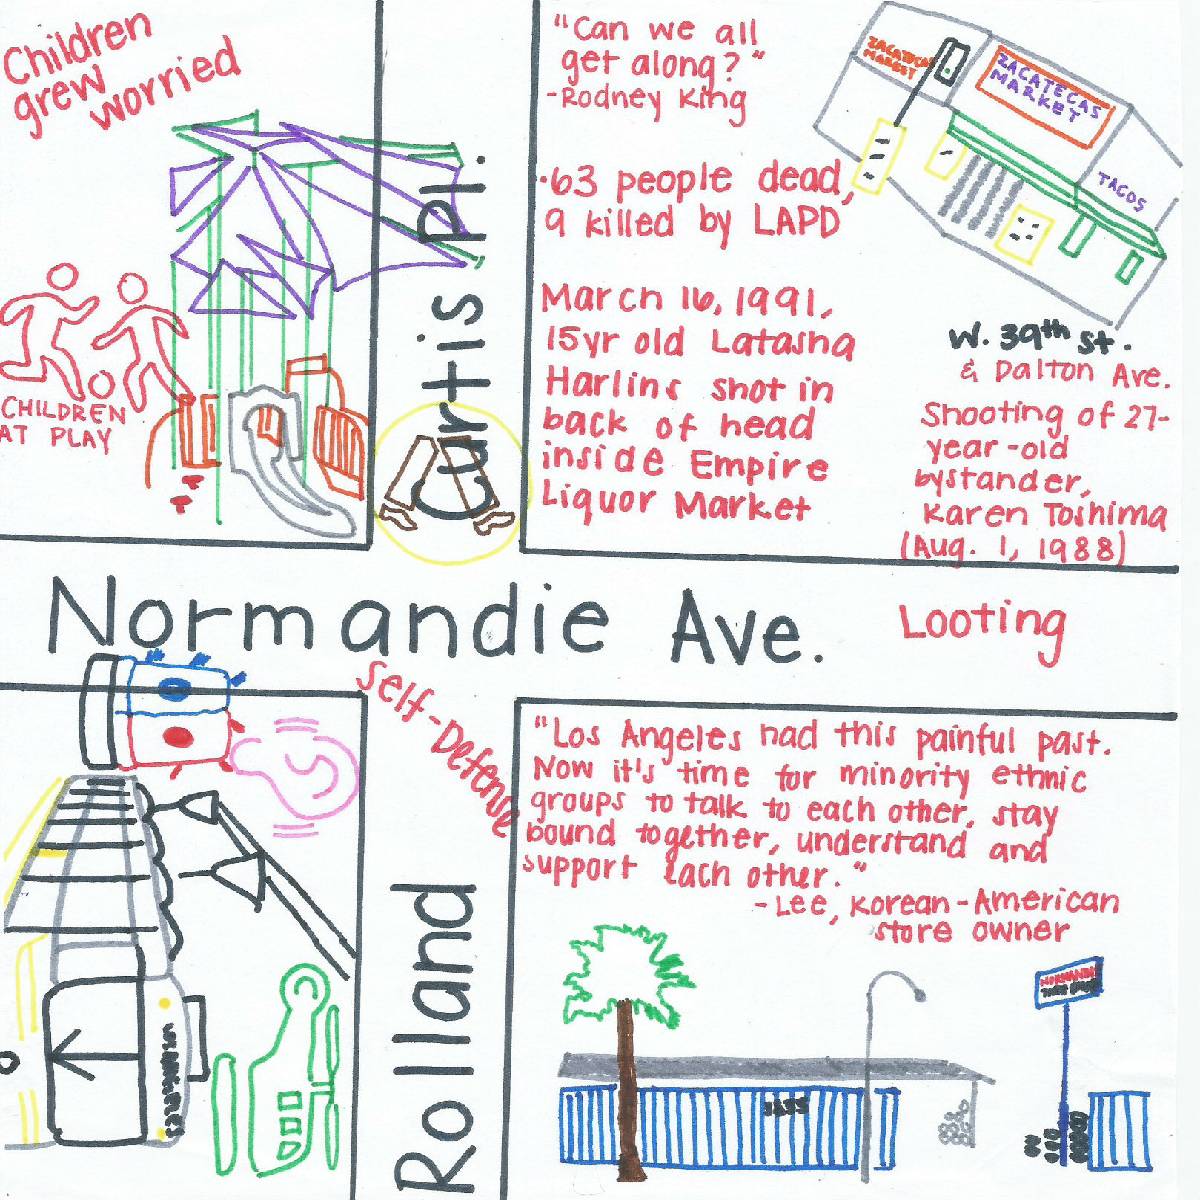 Children
grew
worried
CHILDREN
AT PLAY
Curtis Pl.
"Can we all
get along?"
-Rodney King
•63 people dead,
9 killed by LAPD
March 16, 1991,
15yr old Latasha
Harlins shot in
back of head
inside Empire
Liquor Market
ZACATECAS
MARKET
ZACATECAS
MARKET
TACOS
W. 39th St.
& Dalton Ave.
Shooting of 27-
year-old
bystander,
Karen Toshima
(Aug. 1, 1988)
Normandie Ave.
Looting
Self-Defense
Rolland
"Los Angeles had this painful past.
Now it's time for minority ethnic
groups to talk to each other, stay
bound together, understand and
support each other."
-Lee, Korean-American
store owner